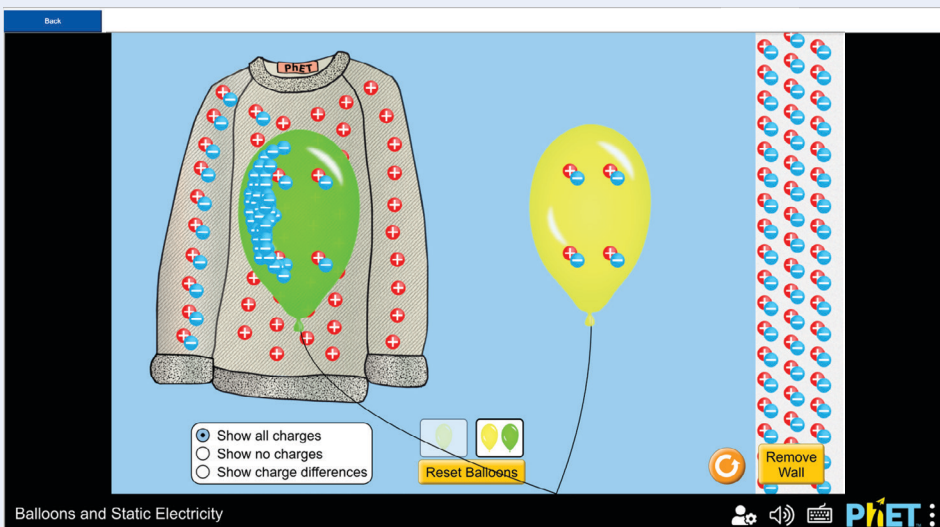 Back
PhET
Show all charges
Show no charges
Show charge differences
Reset Balloons
Remove
Wall
Balloons and Static Electricity
PhET